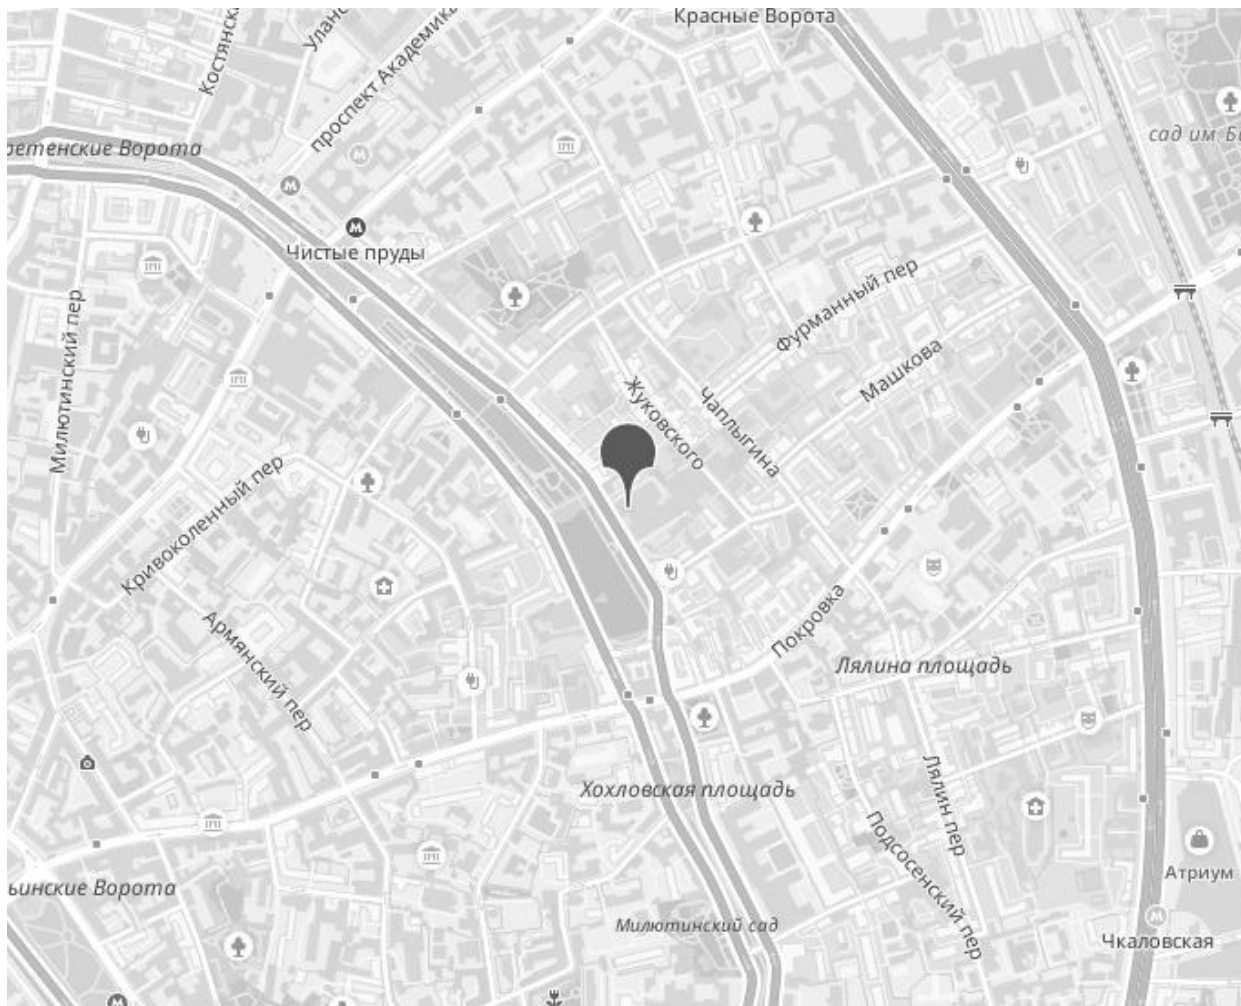 Красные Ворота
Костянск
Уланс
проспект Академика
ретенские Ворота
сад им. Ба
Чистые пруды
Милютинский пер
Фурманный пер
Машкова
Жуковского
Чаплыгина
Кривоколенный пер
Армянский пер
Покровка
Лялина площадь
Хохловская площадь
Лялин пер
Подсосенский пер
Атриум
ьинские Ворота
Милютинский сад
Чкаловская